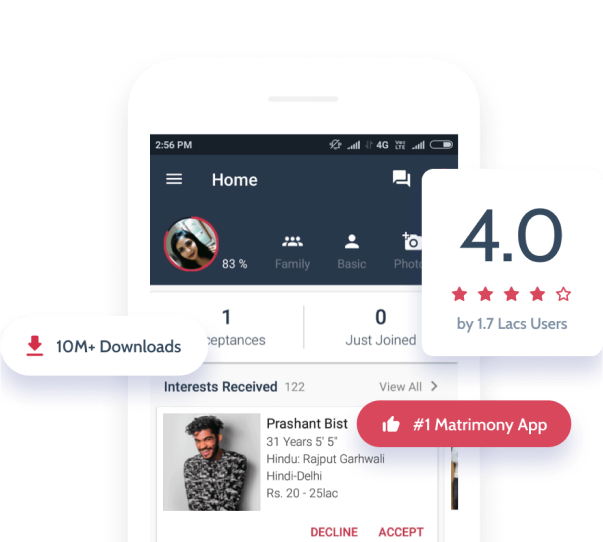 2:56 PM
4G
VoD
LTE
Home
4.0
83 %
Family
Basic
Phot
by 1.7 Lacs Users
1
0
ceptances
Just Joined
10M+ Downloads
Interests Received 122
View All
Prashant Bist
#1 Matrimony App
31 Years 5' 5"
Hindu: Rajput Garhwali
Hindi-Delhi
Rs. 20 - 25lac
DECLINE
ACCEPT